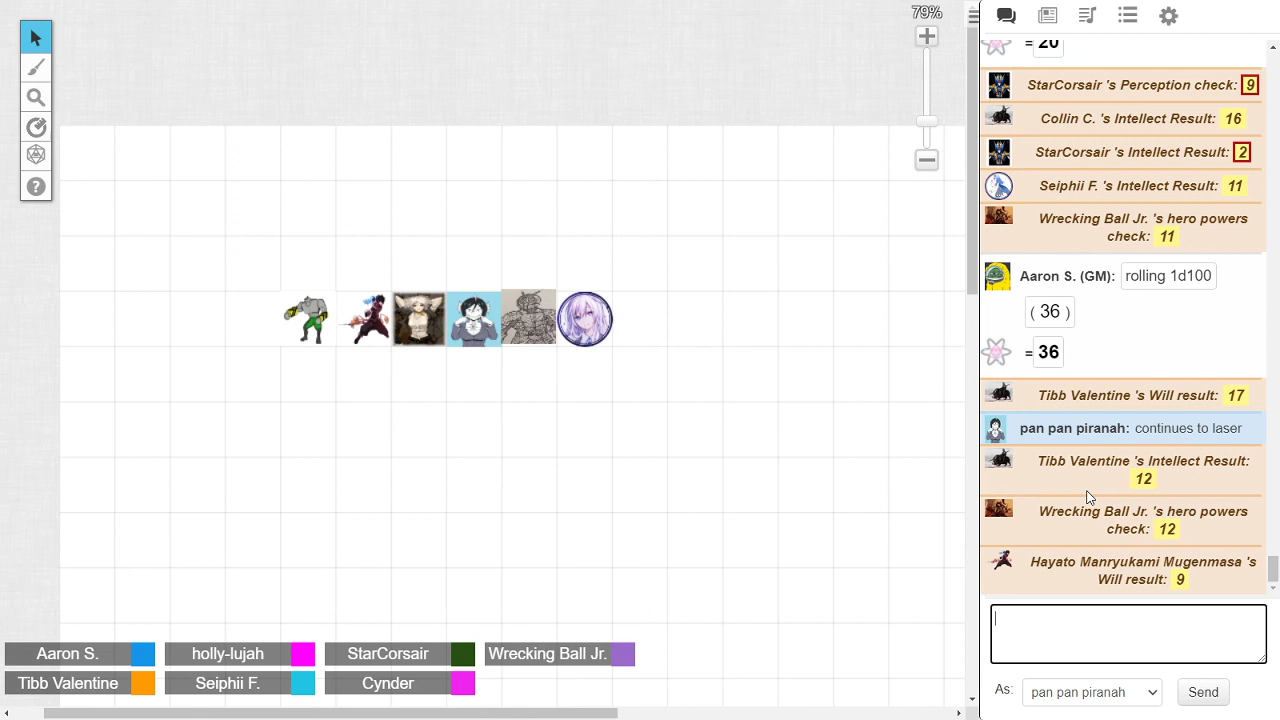 79%
= 20
StarCorsair 's Perception check: 9
Collin C. 's Intellect Result: 16
StarCorsair 's Intellect Result: 2
Seiphii F. 's Intellect Result: 11
Wrecking Ball Jr. 's hero powers
check: 11
Aaron S. (GM): rolling 1d100
( 36 )
= 36
Tibb Valentine 's Will result: 17
pan pan piranah: continues to laser
Tibb Valentine 's Intellect Result:
12
Wrecking Ball Jr. 's hero powers
check: 12
Hayato Manryukami Mugenmasa 's
Will result: 9
Aaron S. holly-lujah StarCorsair Wrecking Ball Jr.
Tibb Valentine Seiphii F. Cynder
As: pan pan piranah Send